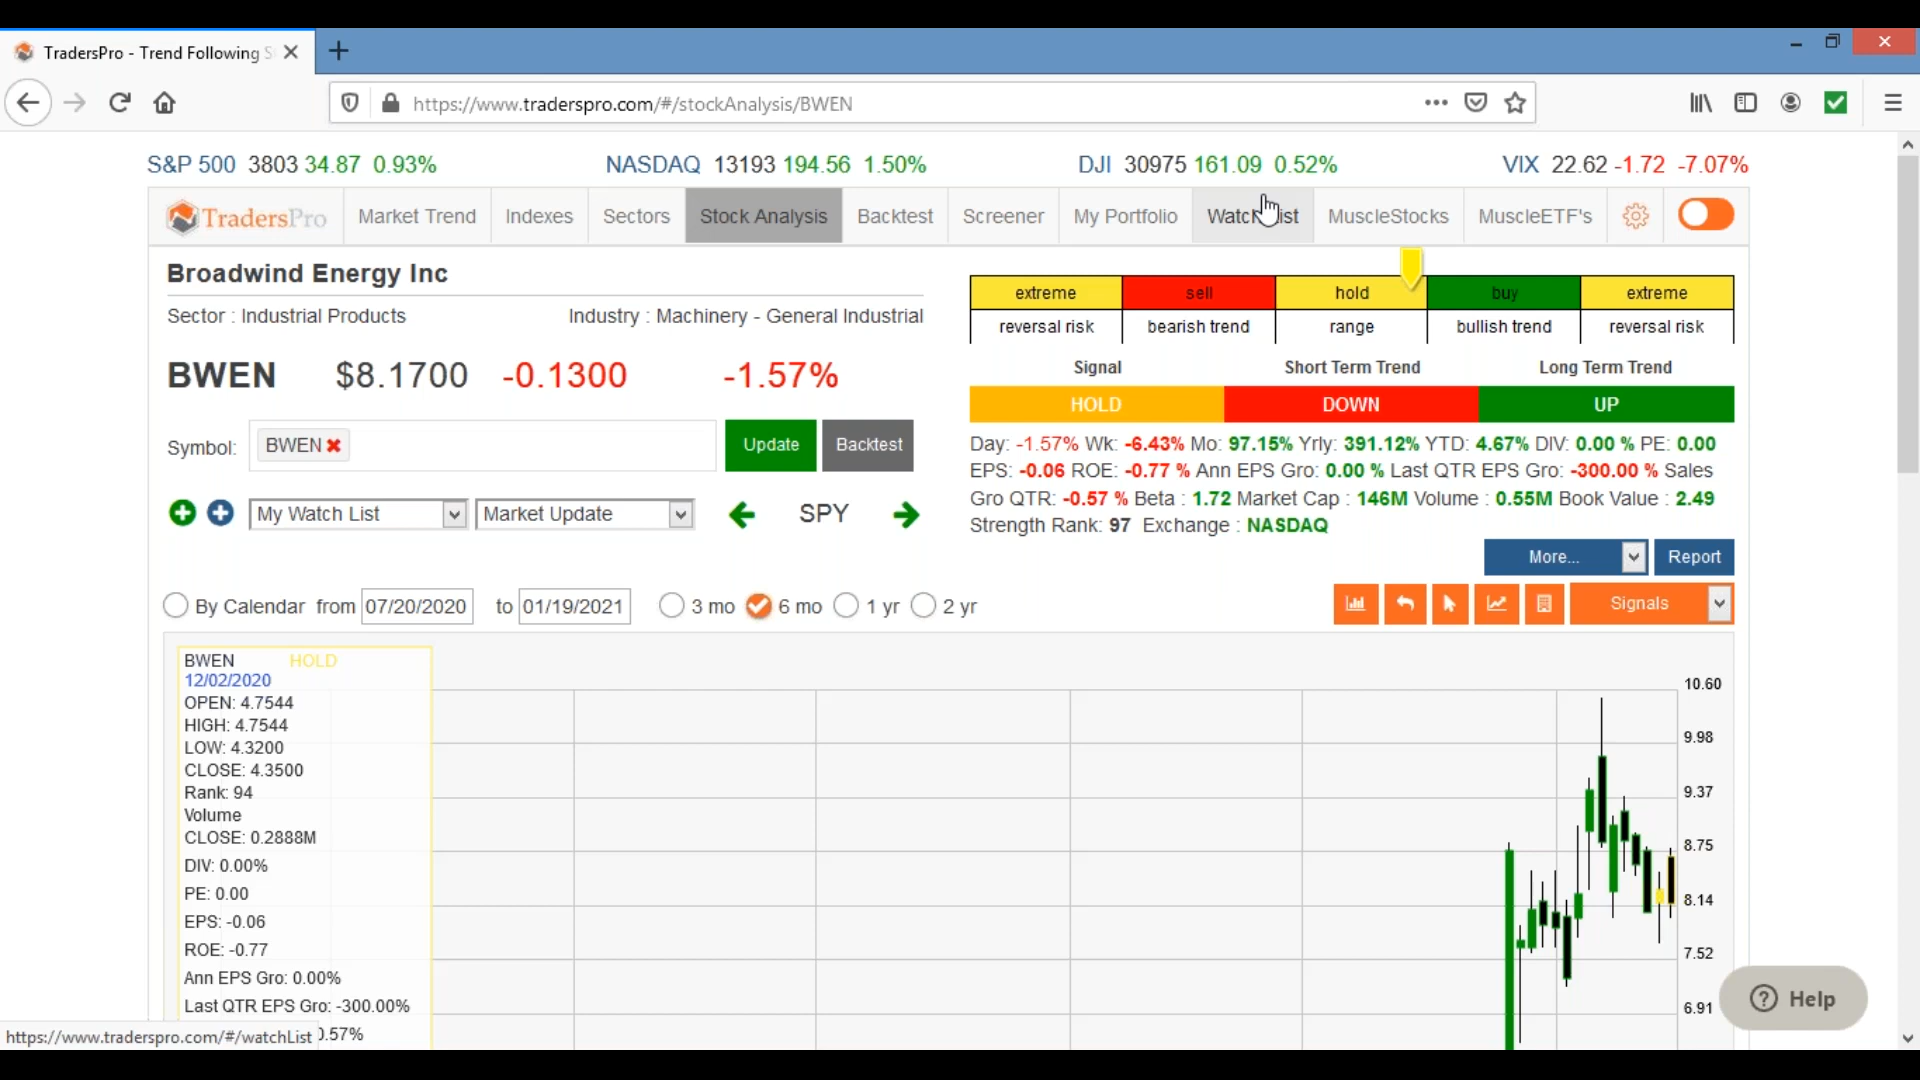 TradersPro - Trend Following S
https://www.traderspro.com/#/stockAnalysis/BWEN
S&P 500 3803 34.87 0.93% NASDAQ 13193 194.56 1.50% DJI 30975 161.09 0.52% VIX 22.62 -1.72 -7.07%
TradersPro Market Trend Indexes Sectors Stock Analysis Backtest Screener My Portfolio Watch List MuscleStocks MuscleETF's
Broadwind Energy Inc
Sector : Industrial Products Industry : Machinery - General Industrial
BWEN $8.1700 -0.1300 -1.57%
Symbol: BWEN Update Backtest
My Watch List Market Update SPY
extreme sell hold buy extreme
reversal risk bearish trend range bullish trend reversal risk
Signal Short Term Trend Long Term Trend
HOLD DOWN UP
Day: -1.57% Wk: -6.43% Mo: 97.15% Yrly: 391.12% YTD: 4.67% DIV: 0.00 % PE: 0.00
EPS: -0.06 ROE: -0.77 % Ann EPS Gro: 0.00 % Last QTR EPS Gro: -300.00 % Sales
Gro QTR: -0.57 % Beta : 1.72 Market Cap : 146M Volume : 0.55M Book Value : 2.49
Strength Rank: 97 Exchange : NASDAQ
More... Report
By Calendar from 07/20/2020 to 01/19/2021 3 mo 6 mo 1 yr 2 yr
Signals
BWEN HOLD
12/02/2020
OPEN: 4.7544
HIGH: 4.7544
LOW: 4.3200
CLOSE: 4.3500
Rank: 94
Volume
CLOSE: 0.2888M
DIV: 0.00%
PE: 0.00
EPS: -0.06
ROE: -0.77
Ann EPS Gro: 0.00%
Last QTR EPS Gro: -300.00%
0.57%
10.60
9.98
9.37
8.75
8.14
7.52
6.91
? Help
https://www.traderspro.com/#/watchList